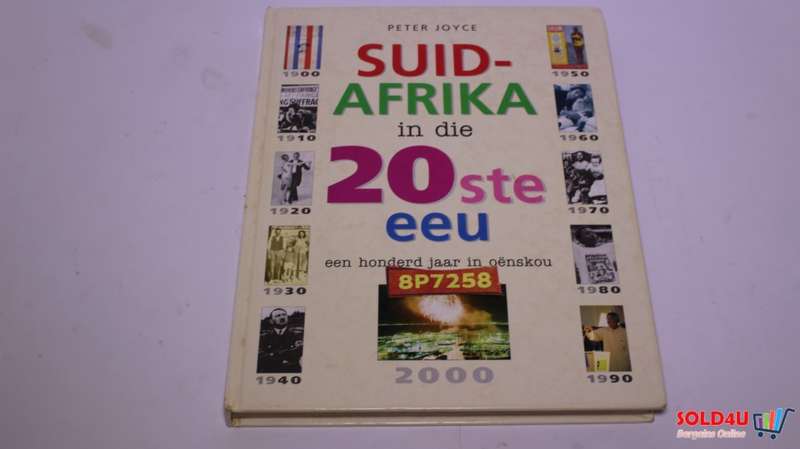 PETER JOYCE
SUID-
AFRIKA
in die
20ste
eeu
een honderd jaar in oënskou
8P7258
2000
1900
1910
1920
1930
1940
1950
1960
1970
1980
1990
SOLD4U
Bargains Online